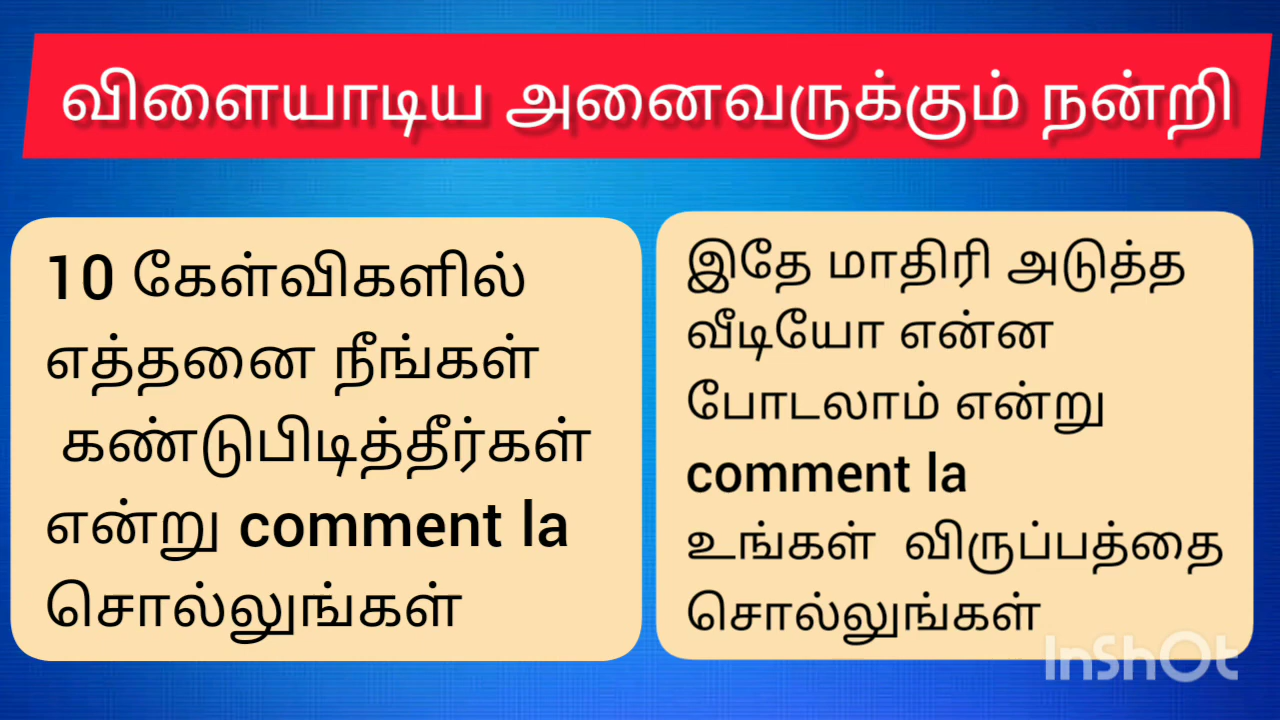 விளையாடிய அனைவருக்கும் நன்றி
10 கேள்விகளில்
எத்தனை நீங்கள்
கண்டுபிடித்தீர்கள்
என்று comment la
சொல்லுங்கள்
இதே மாதிரி அடுத்த
வீடியோ என்ன
போடலாம் என்று
comment la
உங்கள் விருப்பத்தை
சொல்லுங்கள்
InShOt